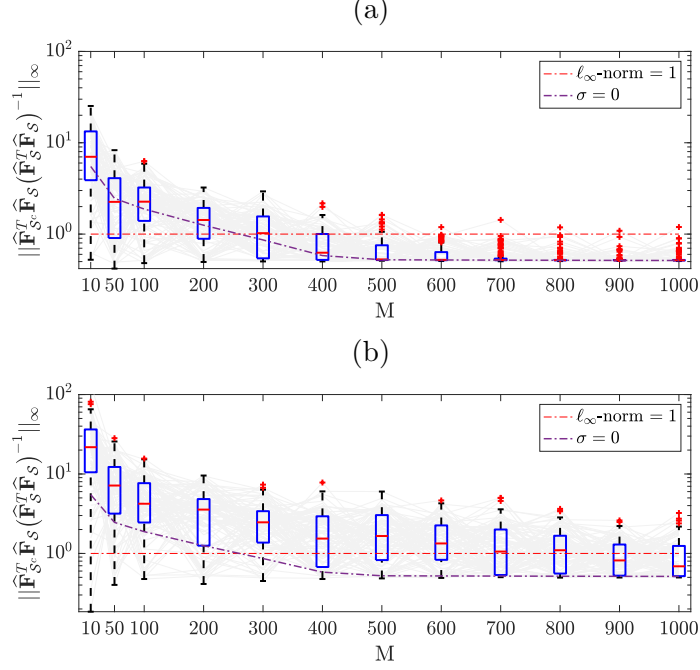 (a)
10²
10¹
10⁰
||F̂ᵀ_{Sᶜ}F̂_S(F̂ᵀ_SF̂_S)⁻¹||_∞
ℓ∞-norm = 1
σ = 0
10 50 100 200 300 400 500 600 700 800 900 1000
M
(b)
10²
10¹
10⁰
||F̂ᵀ_{Sᶜ}F̂_S(F̂ᵀ_SF̂_S)⁻¹||_∞
ℓ∞-norm = 1
σ = 0
10 50 100 200 300 400 500 600 700 800 900 1000
M